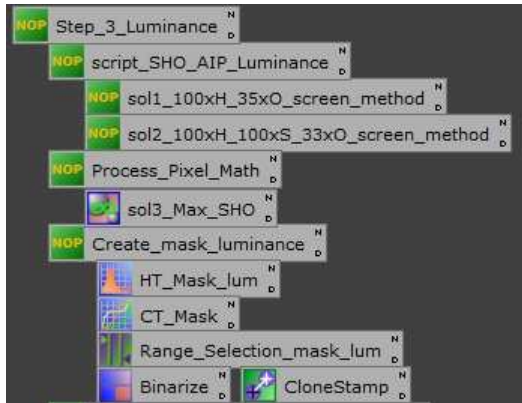 NOP Step_3_Luminance N D
NOP script_SHO_AIP_Luminance N D
NOP sol1_100xH_35xO_screen_method N D
NOP sol2_100xH_100xS_33xO_screen_method N D
NOP Process_Pixel_Math N D
sol3_Max_SHO N D
NOP Create_mask_luminance N D
HT_Mask_lum N D
CT_Mask N D
Range_Selection_mask_lum N D
Binarize N D CloneStamp N D